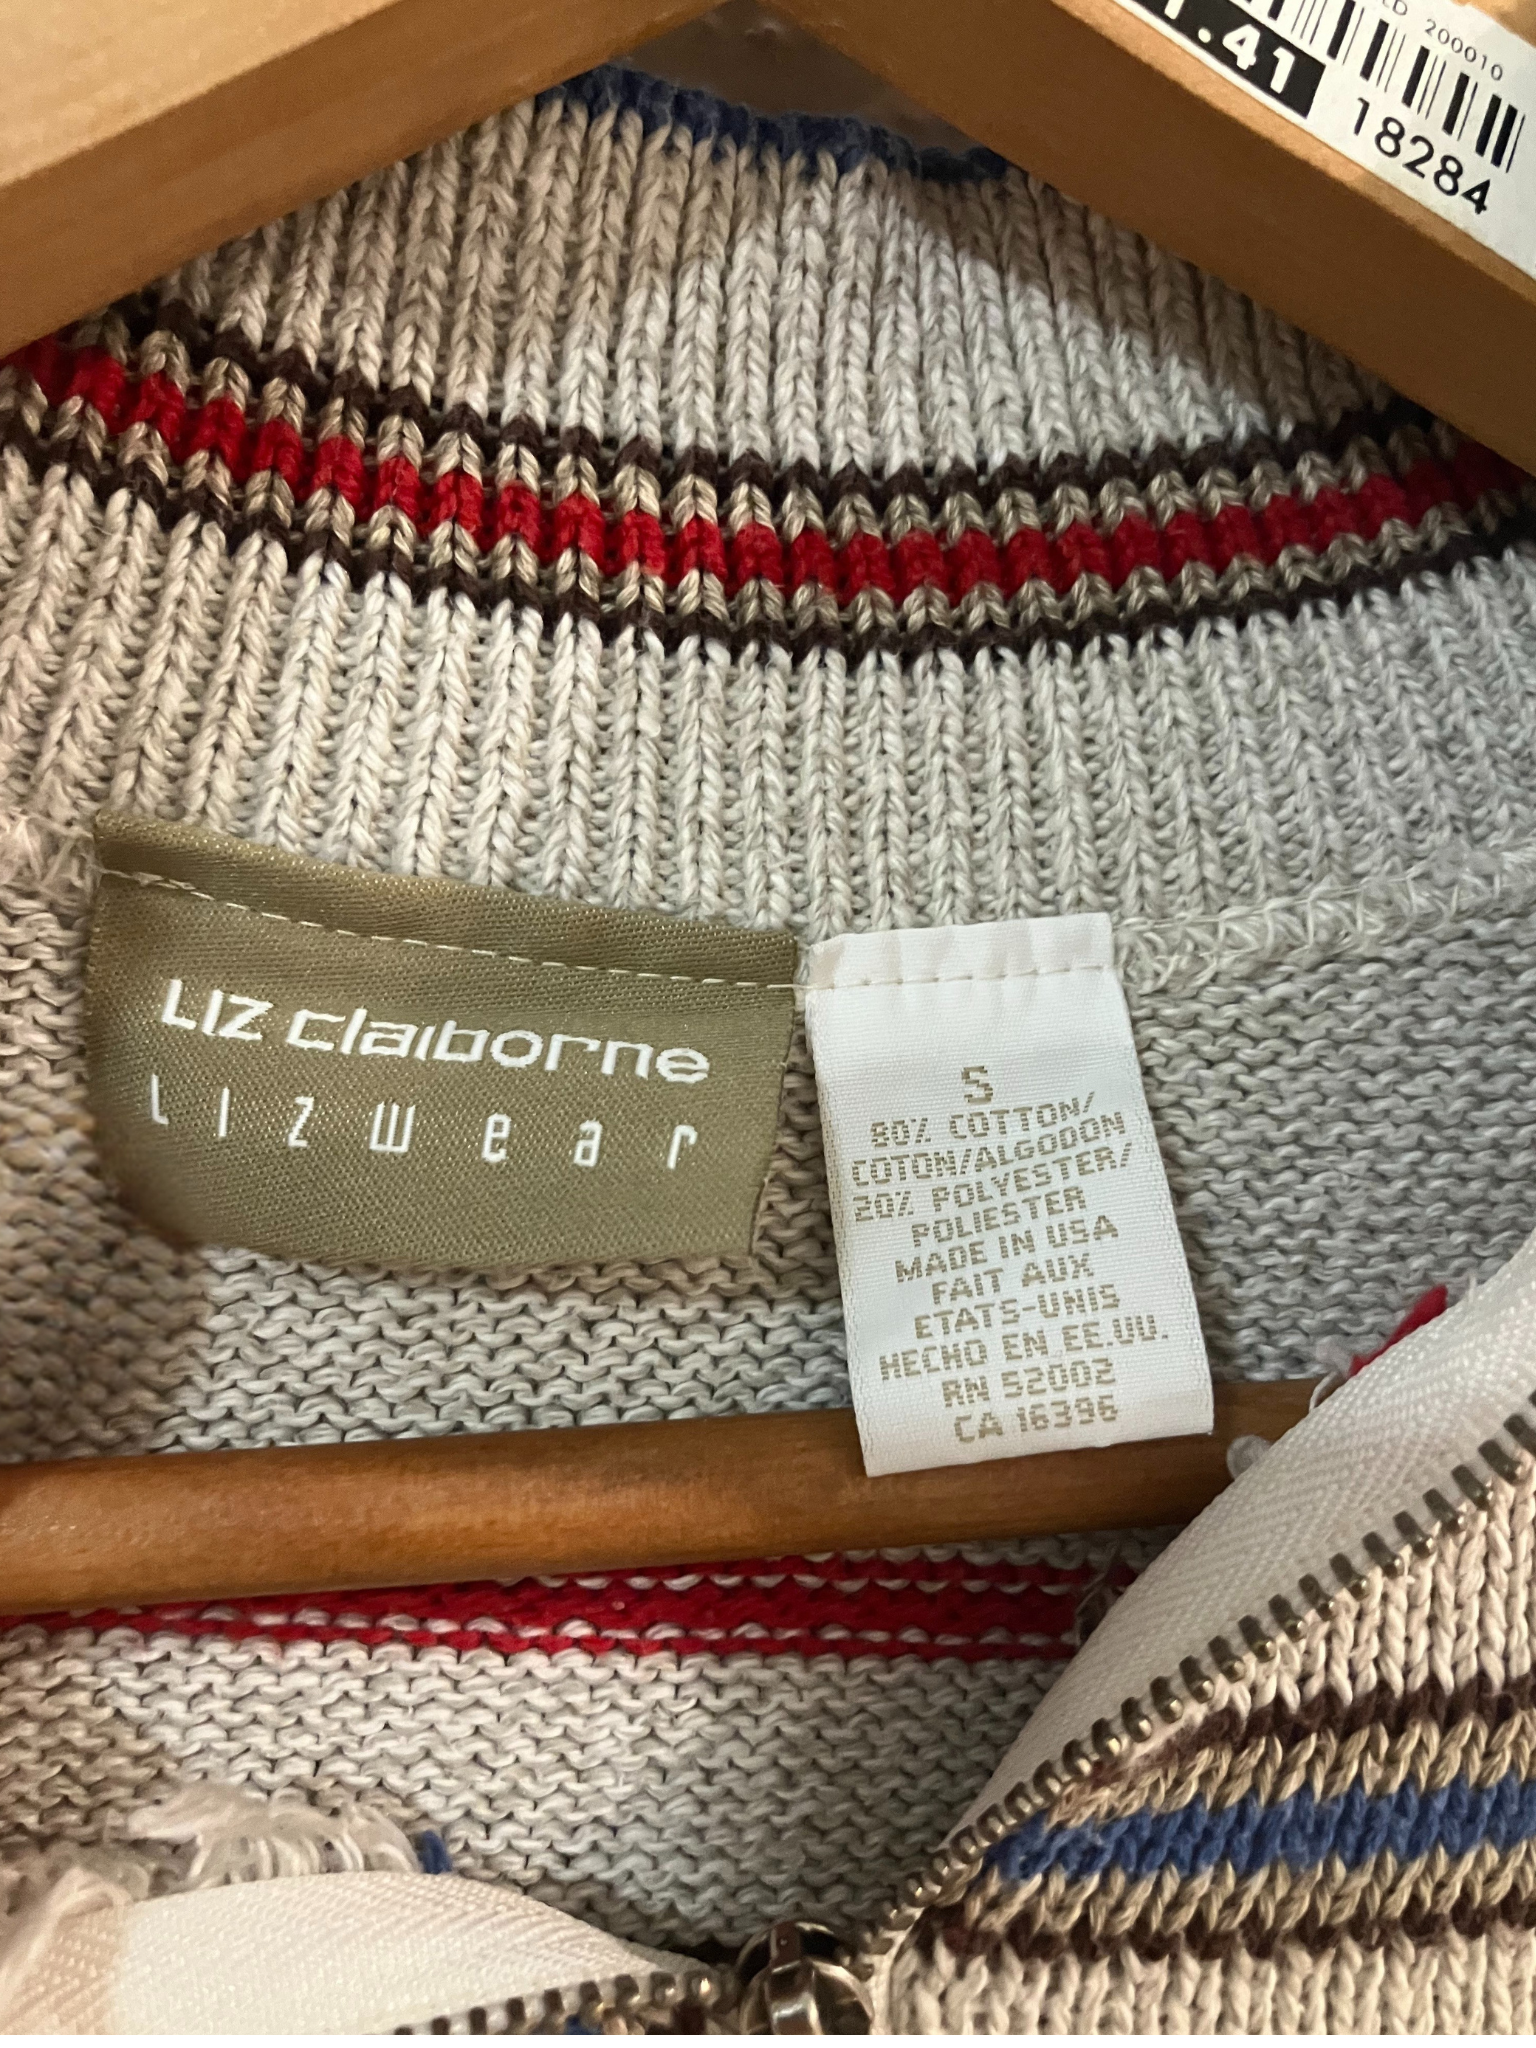 200010
.41
18284
LIZ claiborne
Lizwear
S
80% COTTON/
COTON/ALGODON
20% POLYESTER/
POLIESTER
MADE IN USA
FAIT AUX
ETATS-UNIS
HECHO EN EE.UU.
RN 52002
CA 16396